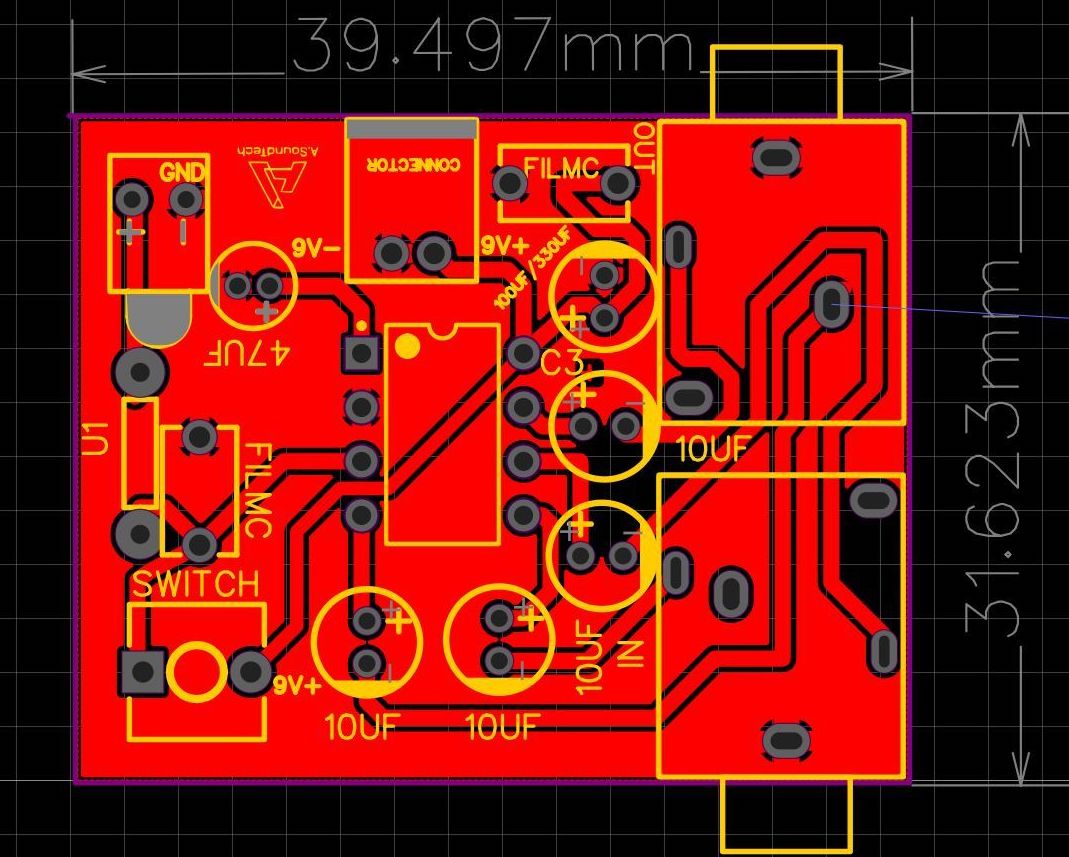 39.497mm
GND
A.SoundTech
CONNECTOR
FILMC
OUT
+
-
9V-
9V+
100UF/330UF
31.623mm
47UF
C3
U1
FILMC
10UF
SWITCH
10UF
IN
9V+
10UF
10UF